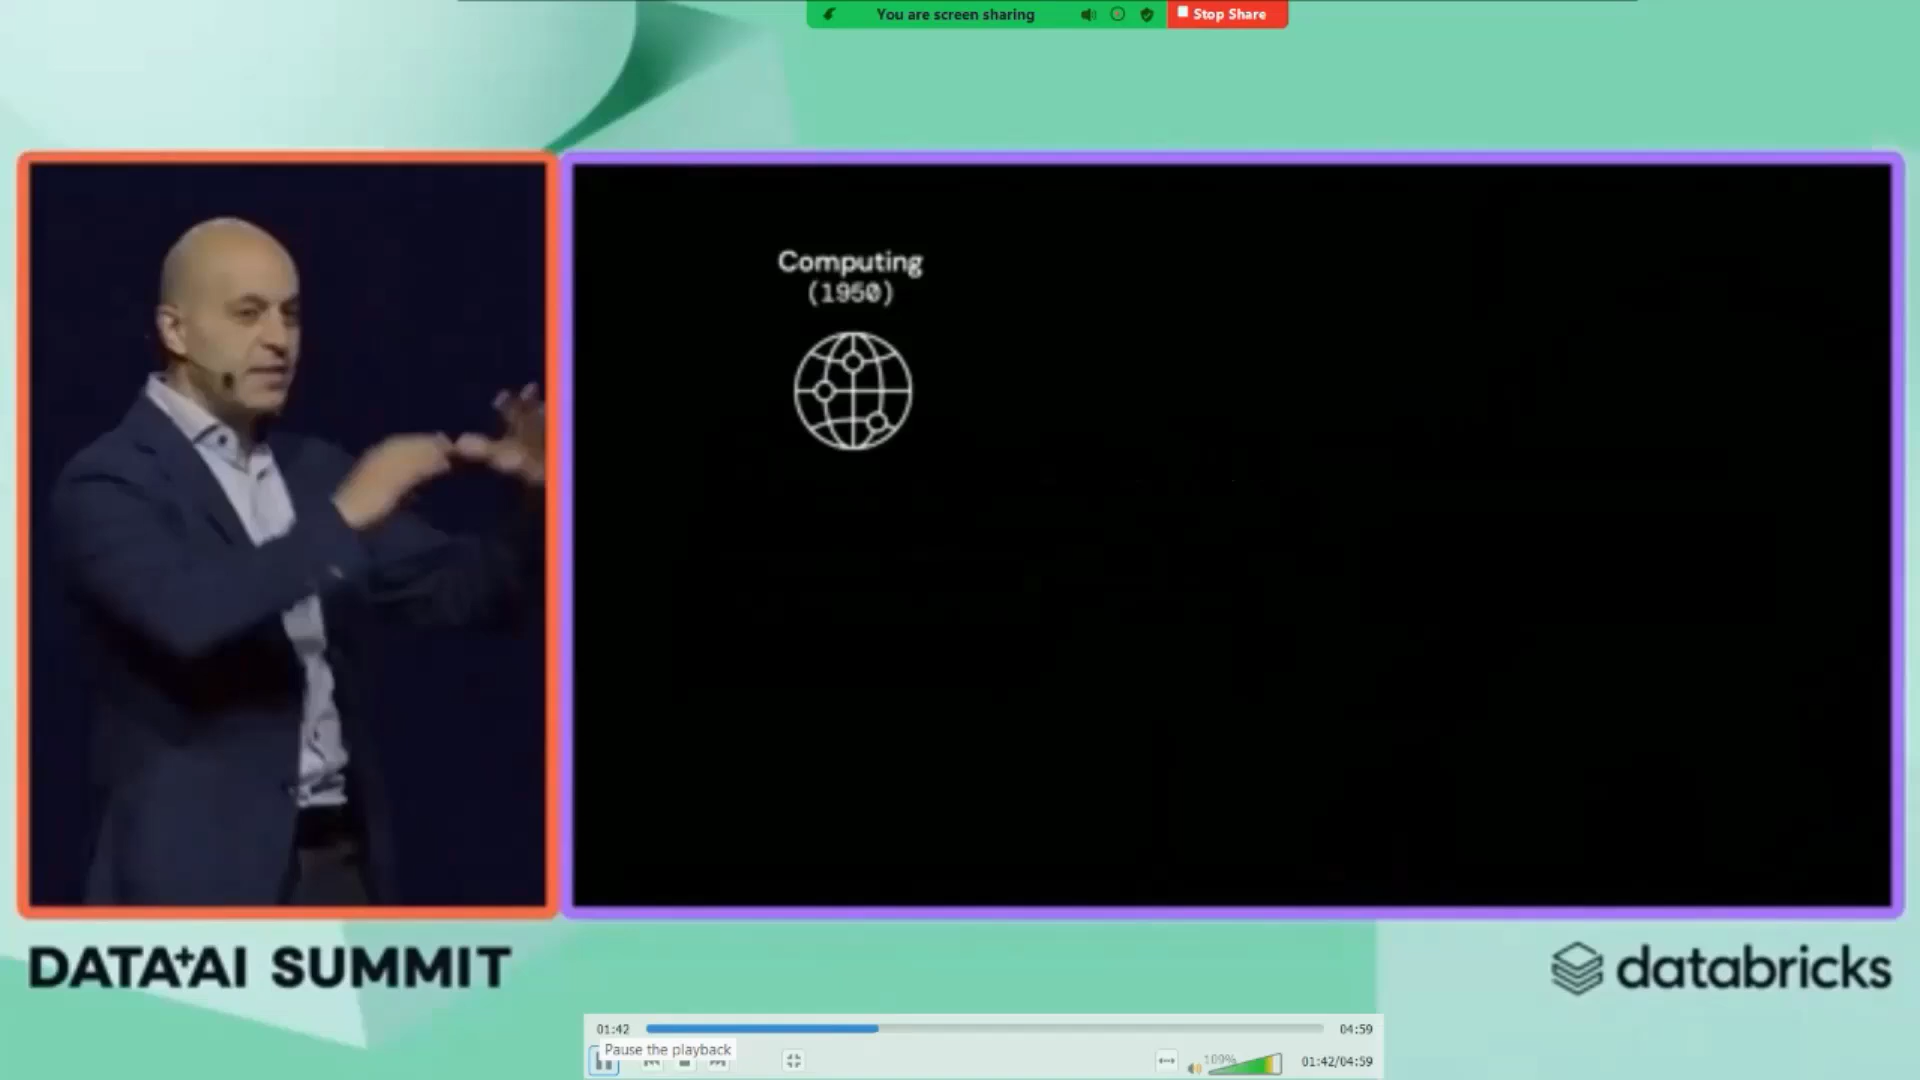 You are screen sharing
Stop Share
Computing
(1950)
DATA+AI SUMMIT
databricks
01:42
04:59
Pause the playback
109%
01:42/04:59